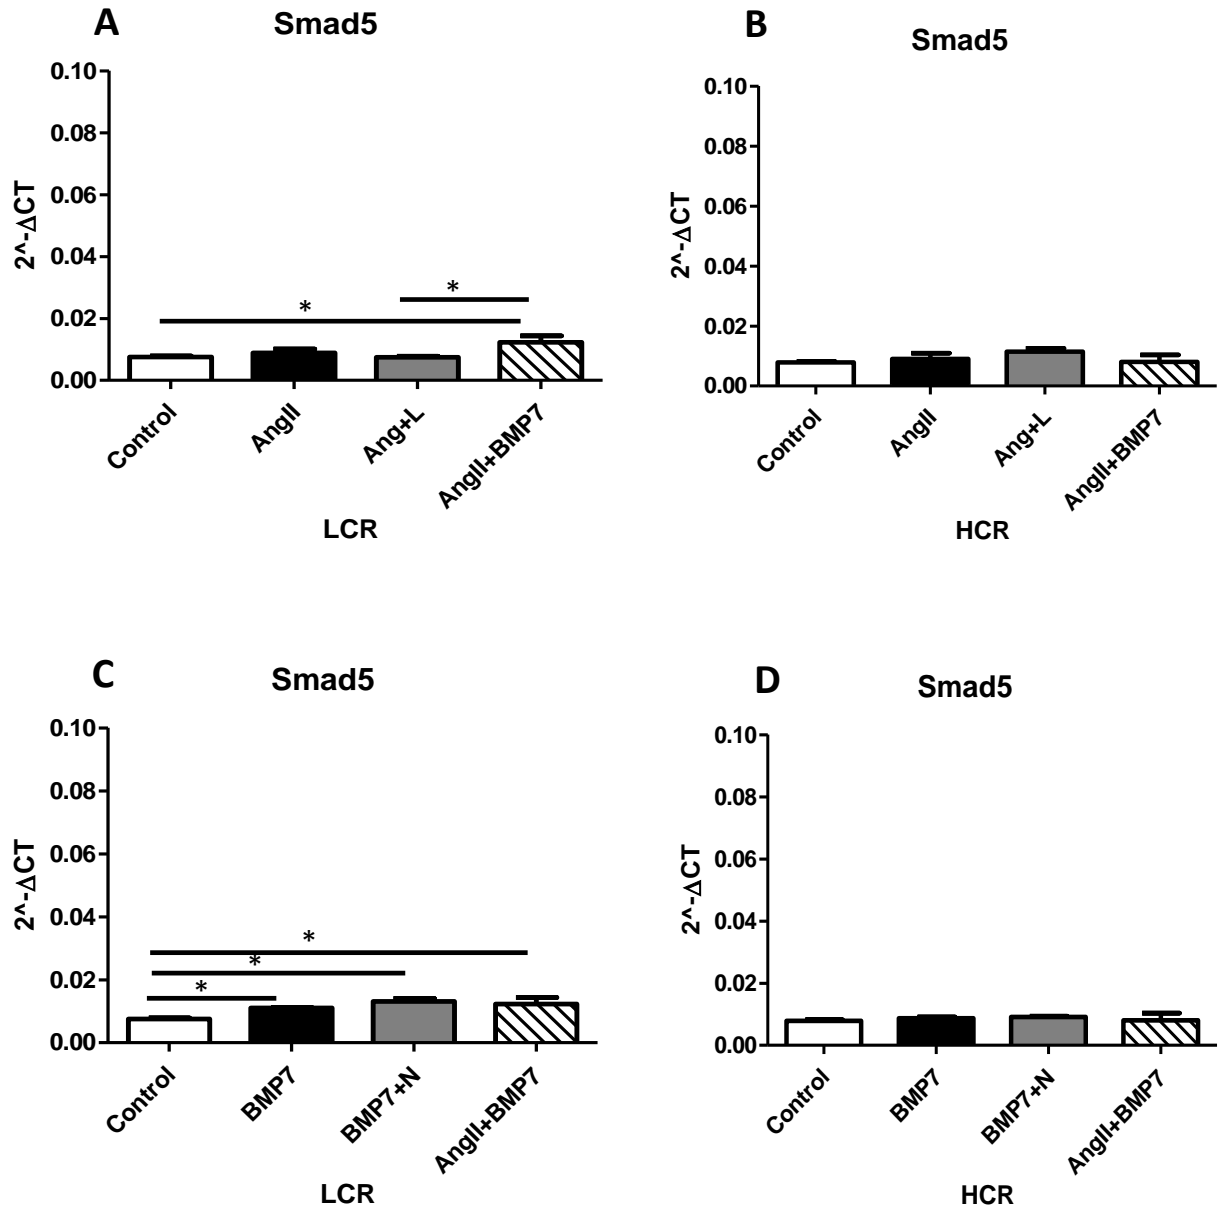 A
Smad5
0.10
0.08
0.06
0.04
0.02
0.00
2^-ΔCT
*
*
Control
AngII
Ang+L
AngII+BMP7
LCR
B
Smad5
0.10
0.08
0.06
0.04
0.02
0.00
2^-ΔCT
Control
AngII
Ang+L
AngII+BMP7
HCR
C
Smad5
0.10
0.08
0.06
0.04
0.02
0.00
2^-ΔCT
*
*
*
Control
BMP7
BMP7+N
AngII+BMP7
LCR
D
Smad5
0.10
0.08
0.06
0.04
0.02
0.00
2^-ΔCT
Control
BMP7
BMP7+N
AngII+BMP7
HCR